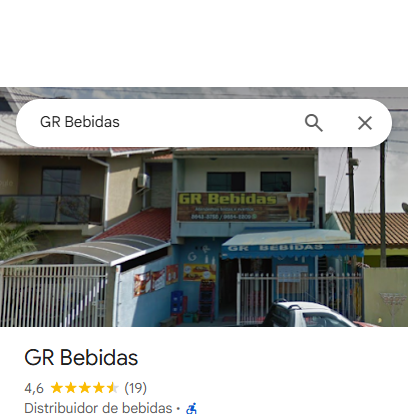 GR Bebidas
GR Bebidas
GR BEBIDAS
GR Bebidas
4,6 (19)
Distribuidor de bebidas ·